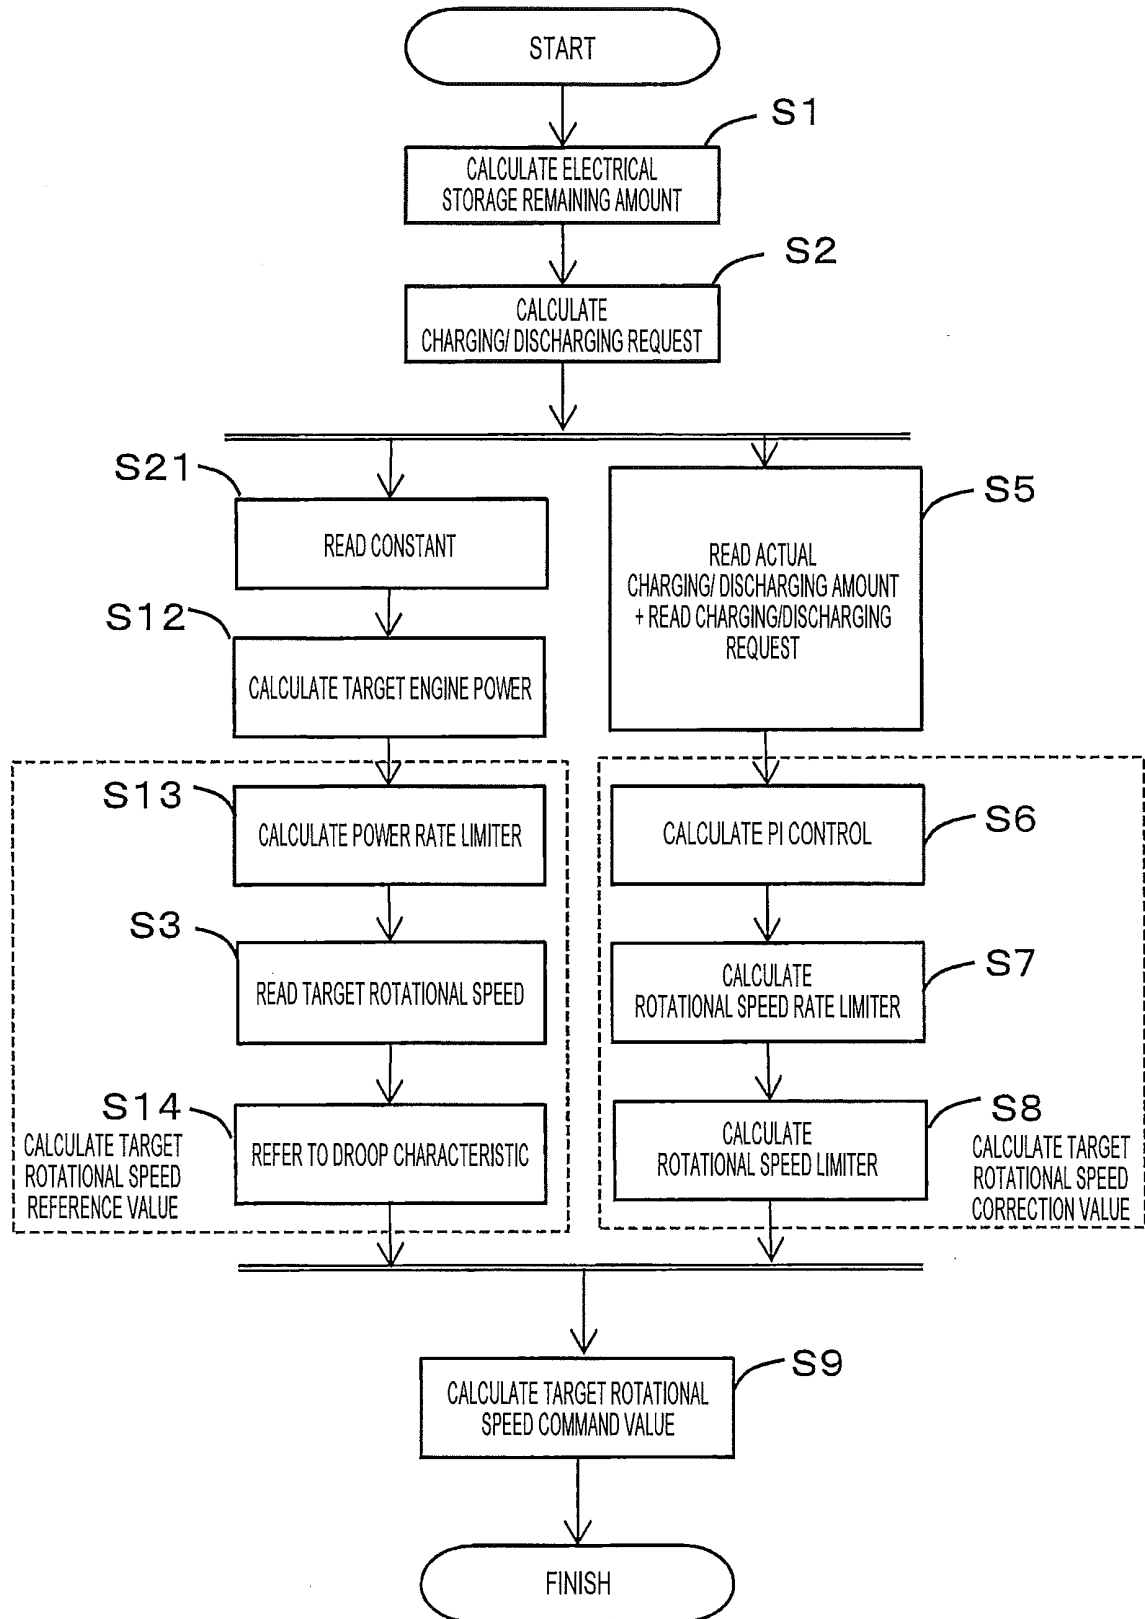 START
S1
CALCULATE ELECTRICAL
STORAGE REMAINING AMOUNT
S2
CALCULATE
CHARGING/ DISCHARGING REQUEST
S21
READ CONSTANT
S12
CALCULATE TARGET ENGINE POWER
S13
CALCULATE POWER RATE LIMITER
S3
READ TARGET ROTATIONAL SPEED
S14
REFER TO DROOP CHARACTERISTIC
CALCULATE TARGET
ROTATIONAL SPEED
REFERENCE VALUE
S5
READ ACTUAL
CHARGING/ DISCHARGING AMOUNT
+ READ CHARGING/DISCHARGING
REQUEST
S6
CALCULATE PI CONTROL
S7
CALCULATE
ROTATIONAL SPEED RATE LIMITER
S8
CALCULATE
ROTATIONAL SPEED LIMITER
CALCULATE TARGET
ROTATIONAL SPEED
CORRECTION VALUE
S9
CALCULATE TARGET ROTATIONAL
SPEED COMMAND VALUE
FINISH